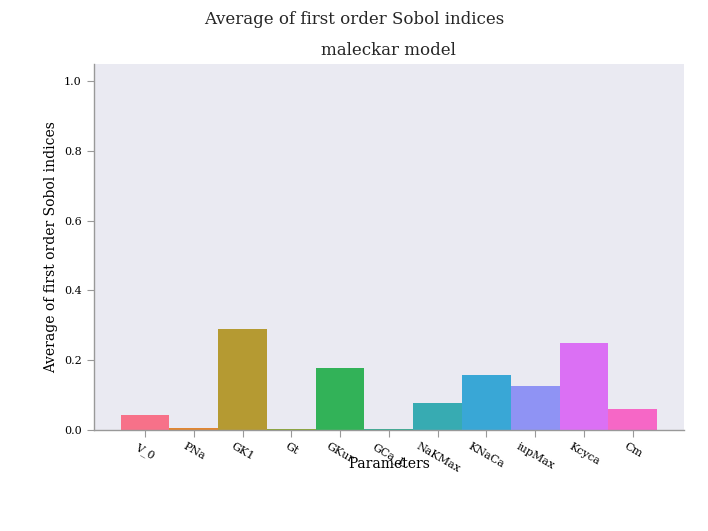 Average of first order Sobol indices
maleckar model
Average of first order Sobol indices
1.0
0.8
0.6
0.4
0.2
0.0
V_0 PNa GK1 Gt GKur NaKMax KNaCa iupMax Kcyca Cm
Parameters